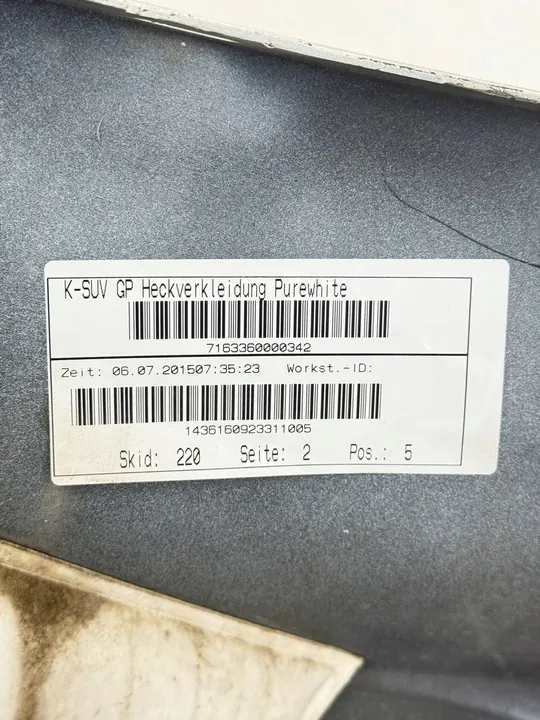 K-SUV GP Heckverkleidung Purewhite
7163360000342
Zeit: 06.07.201507:35:23 Workst.-ID:
1436160923311005
Skid: 220 Seite: 2 Pos.: 5